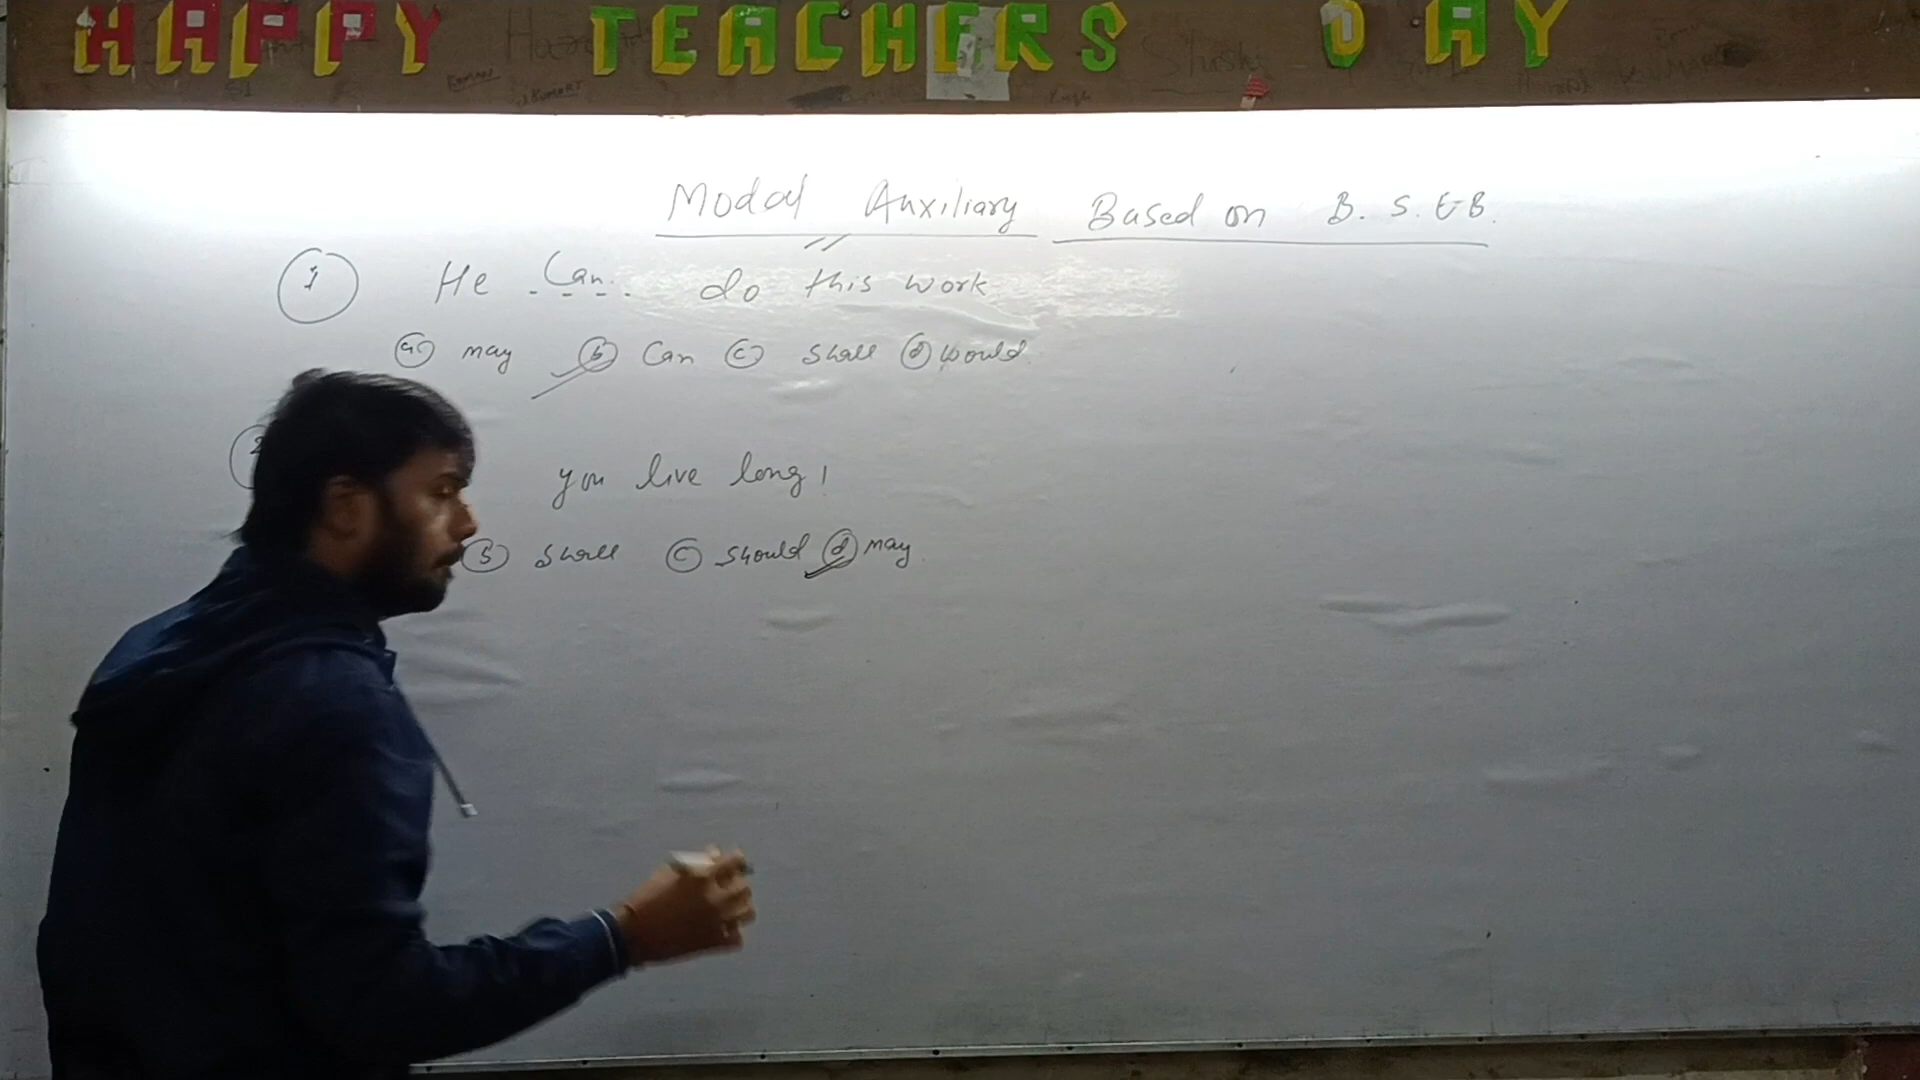 HAPPY TEACHERS DAY
Modal Auxiliary Based on B. S. E B.
1 He Can do this work
a may b Can c shall d would
2 you live long!
b shall c should d may